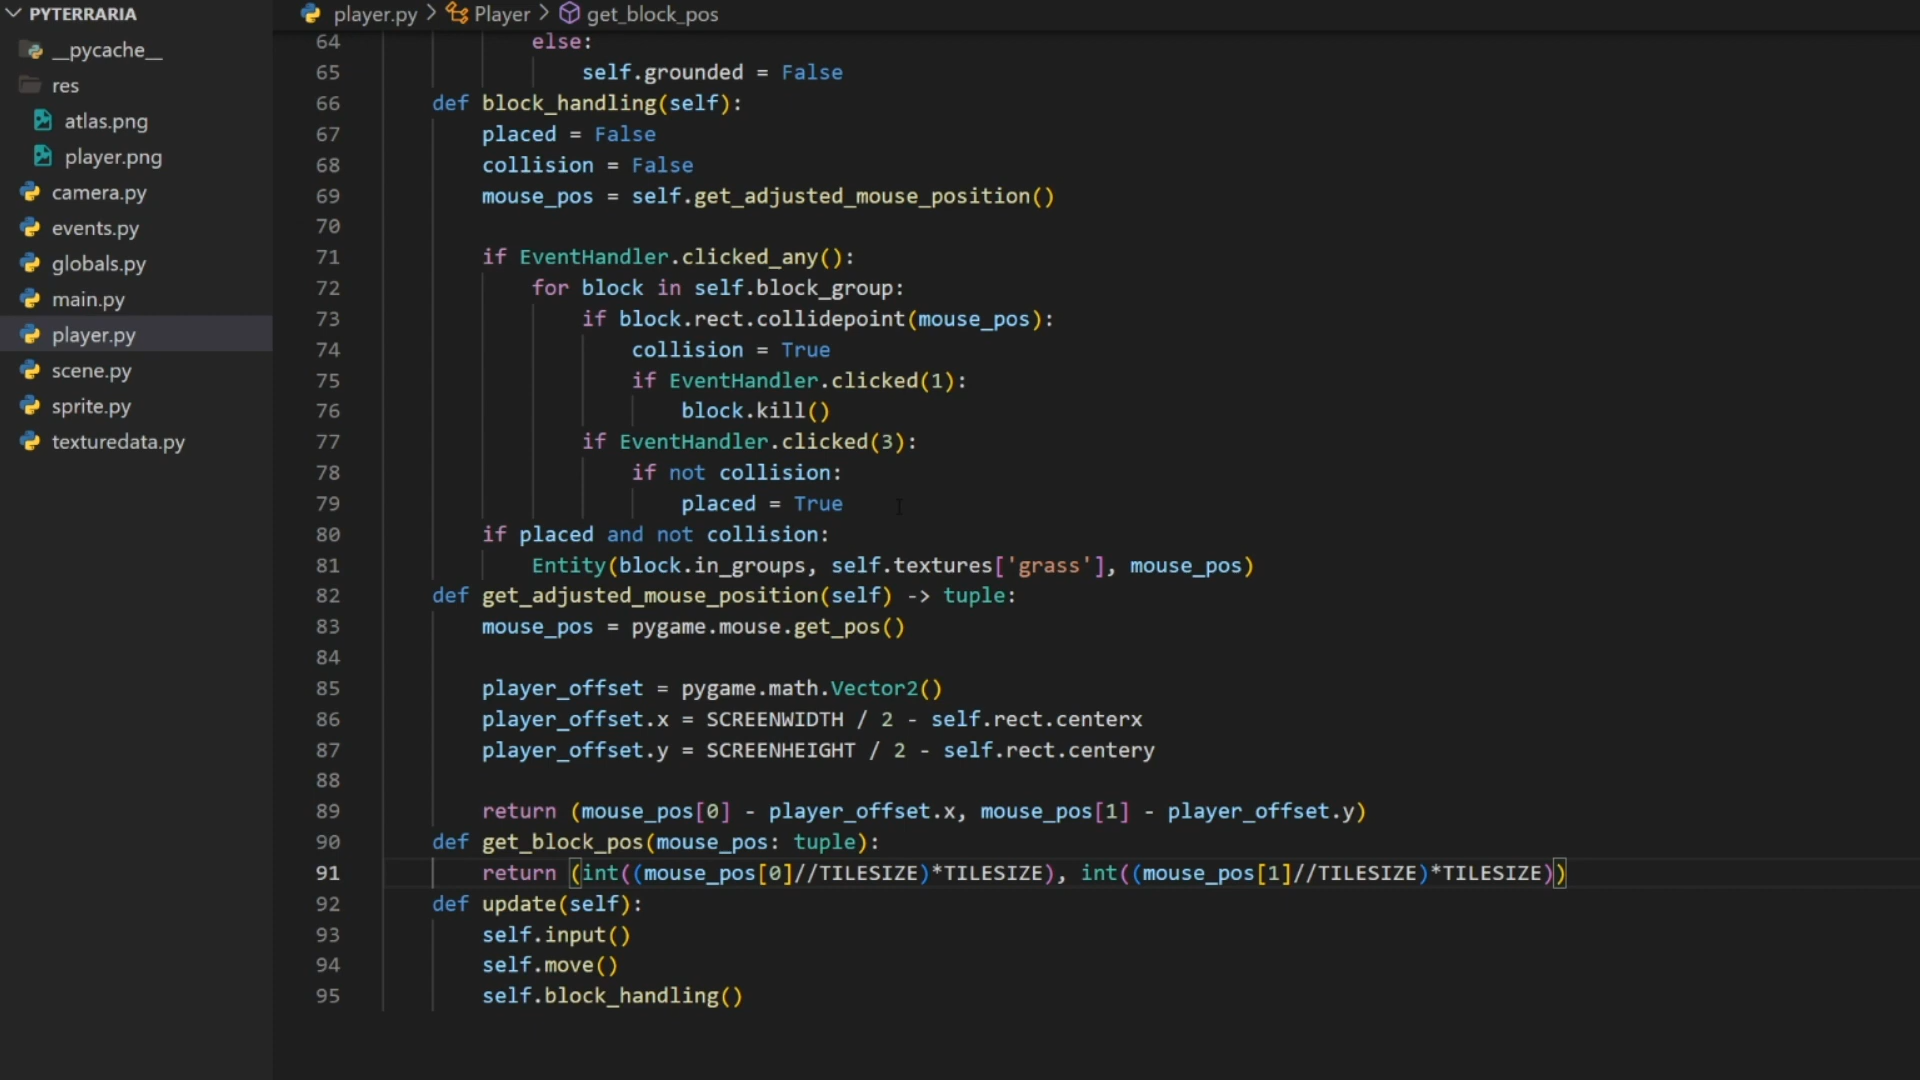 PYTERRARIA
__pycache__
res
atlas.png
player.png
camera.py
events.py
globals.py
main.py
player.py
scene.py
sprite.py
texturedata.py
player.py > Player > get_block_pos
64 else:
65 self.grounded = False
66 def block_handling(self):
67 placed = False
68 collision = False
69 mouse_pos = self.get_adjusted_mouse_position()
70
71 if EventHandler.clicked_any():
72 for block in self.block_group:
73 if block.rect.collidepoint(mouse_pos):
74 collision = True
75 if EventHandler.clicked(1):
76 block.kill()
77 if EventHandler.clicked(3):
78 if not collision:
79 placed = True
80 if placed and not collision:
81 Entity(block.in_groups, self.textures['grass'], mouse_pos)
82 def get_adjusted_mouse_position(self) -> tuple:
83 mouse_pos = pygame.mouse.get_pos()
84
85 player_offset = pygame.math.Vector2()
86 player_offset.x = SCREENWIDTH / 2 - self.rect.centerx
87 player_offset.y = SCREENHEIGHT / 2 - self.rect.centery
88
89 return (mouse_pos[0] - player_offset.x, mouse_pos[1] - player_offset.y)
90 def get_block_pos(mouse_pos: tuple):
91 return (int((mouse_pos[0]//TILESIZE)*TILESIZE), int((mouse_pos[1]//TILESIZE)*TILESIZE))
92 def update(self):
93 self.input()
94 self.move()
95 self.block_handling()